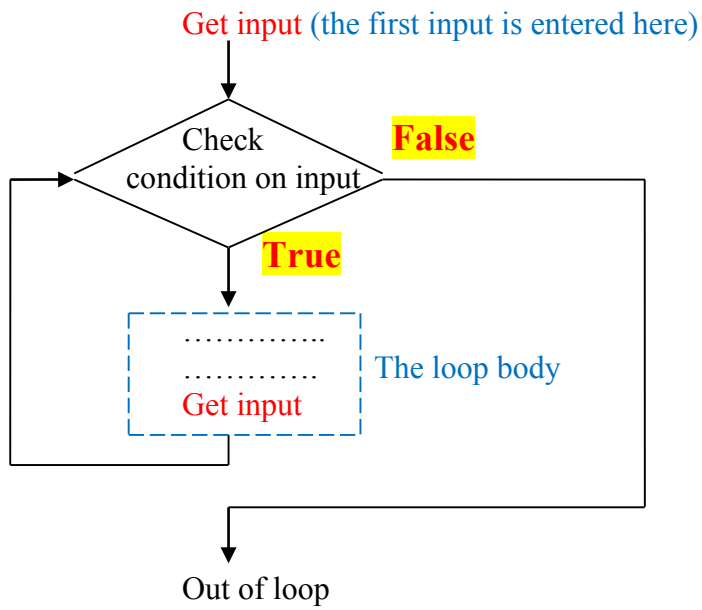 Get input (the first input is entered here)
Check
condition on input
False
True
…………..
………….
Get input
The loop body
Out of loop